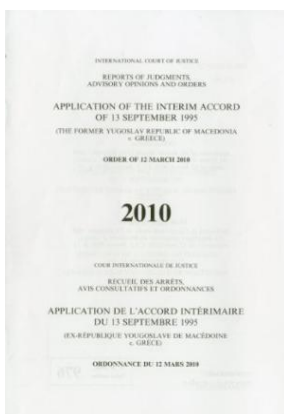 INTERNATIONAL COURT OF JUSTICE
REPORTS OF JUDGMENTS,
ADVISORY OPINIONS AND ORDERS
APPLICATION OF THE INTERIM ACCORD
OF 13 SEPTEMBER 1995
(THE FORMER YUGOSLAV REPUBLIC OF MACEDONIA
v. GREECE)
ORDER OF 12 MARCH 2010
2010
COUR INTERNATIONALE DE JUSTICE
RECUEIL DES ARRÊTS,
AVIS CONSULTATIFS ET ORDONNANCES
APPLICATION DE L'ACCORD INTÉRIMAIRE
DU 13 SEPTEMBRE 1995
(EX-RÉPUBLIQUE YOUGOSLAVE DE MACÉDOINE
c. GRÈCE)
ORDONNANCE DU 12 MARS 2010